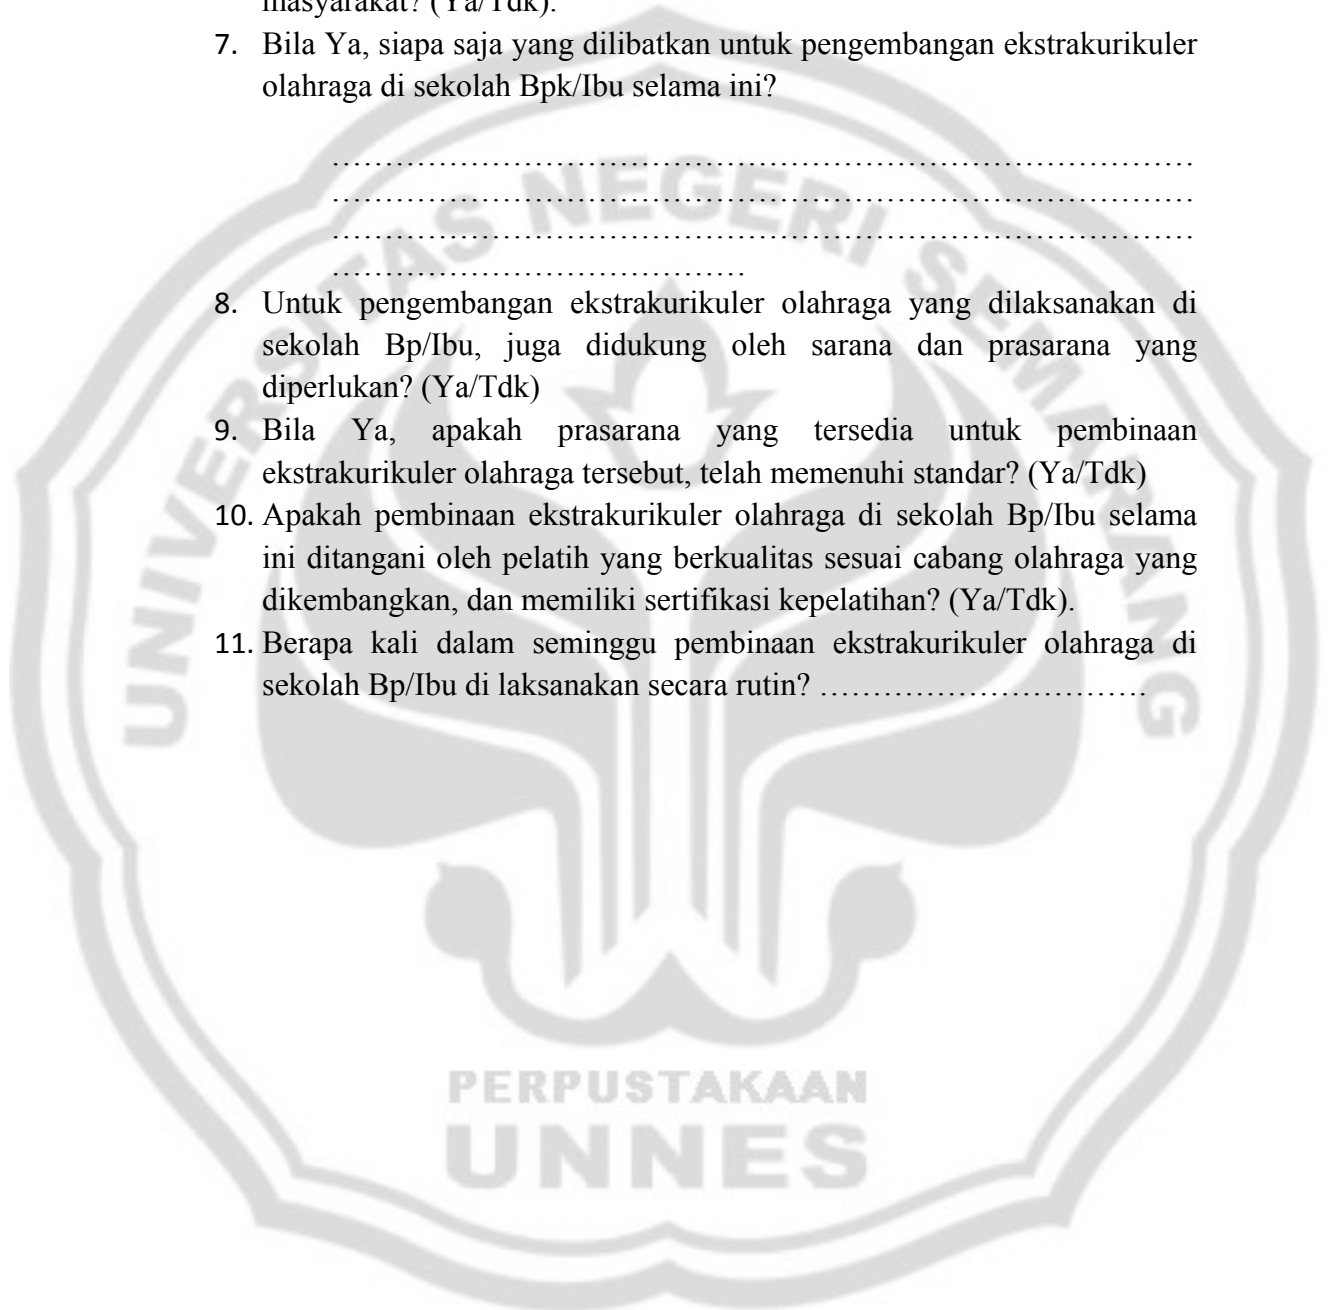 masyarakat? (Ya/Tdk).
7. Bila Ya, siapa saja yang dilibatkan untuk pengembangan ekstrakurikuler
olahraga di sekolah Bpk/Ibu selama ini?
………………………………………………………………………
………………………………………………………………………
………………………………………………………………………
…………………………………
8. Untuk pengembangan ekstrakurikuler olahraga yang dilaksanakan di
sekolah Bp/Ibu, juga didukung oleh sarana dan prasarana yang
diperlukan? (Ya/Tdk)
9. Bila Ya, apakah prasarana yang tersedia untuk pembinaan
ekstrakurikuler olahraga tersebut, telah memenuhi standar? (Ya/Tdk)
10. Apakah pembinaan ekstrakurikuler olahraga di sekolah Bp/Ibu selama
ini ditangani oleh pelatih yang berkualitas sesuai cabang olahraga yang
dikembangkan, dan memiliki sertifikasi kepelatihan? (Ya/Tdk).
11. Berapa kali dalam seminggu pembinaan ekstrakurikuler olahraga di
sekolah Bp/Ibu di laksanakan secara rutin? ………………………….
UNIVERSITAS NEGERI SEMARANG
PERPUSTAKAAN
UNNES